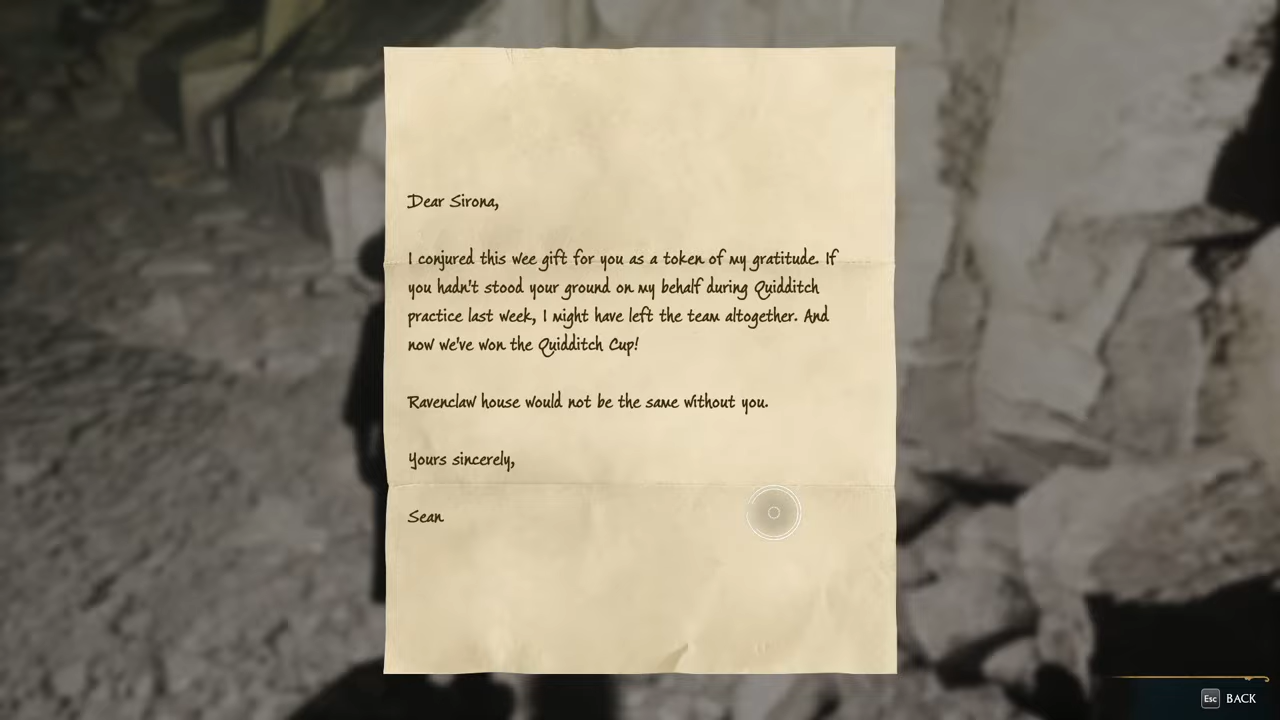 Dear Sirona,
I conjured this wee gift for you as a token of my gratitude. If
you hadn't stood your ground on my behalf during Quidditch
practice last week, I might have left the team altogether. And
now we've won the Quidditch Cup!
Ravenclaw house would not be the same without you.
Yours sincerely,
Sean
Esc BACK